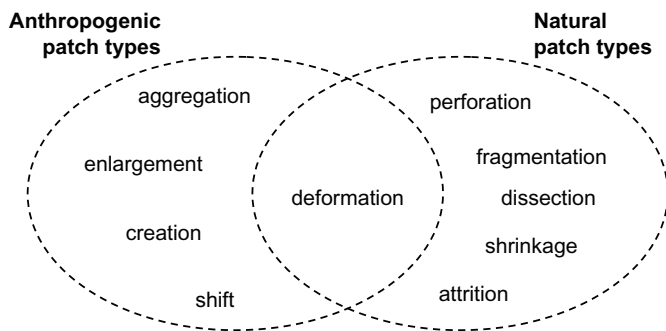 Anthropogenic
patch types
Natural
patch types
aggregation
perforation
enlargement
fragmentation
deformation
dissection
creation
shrinkage
shift
attrition